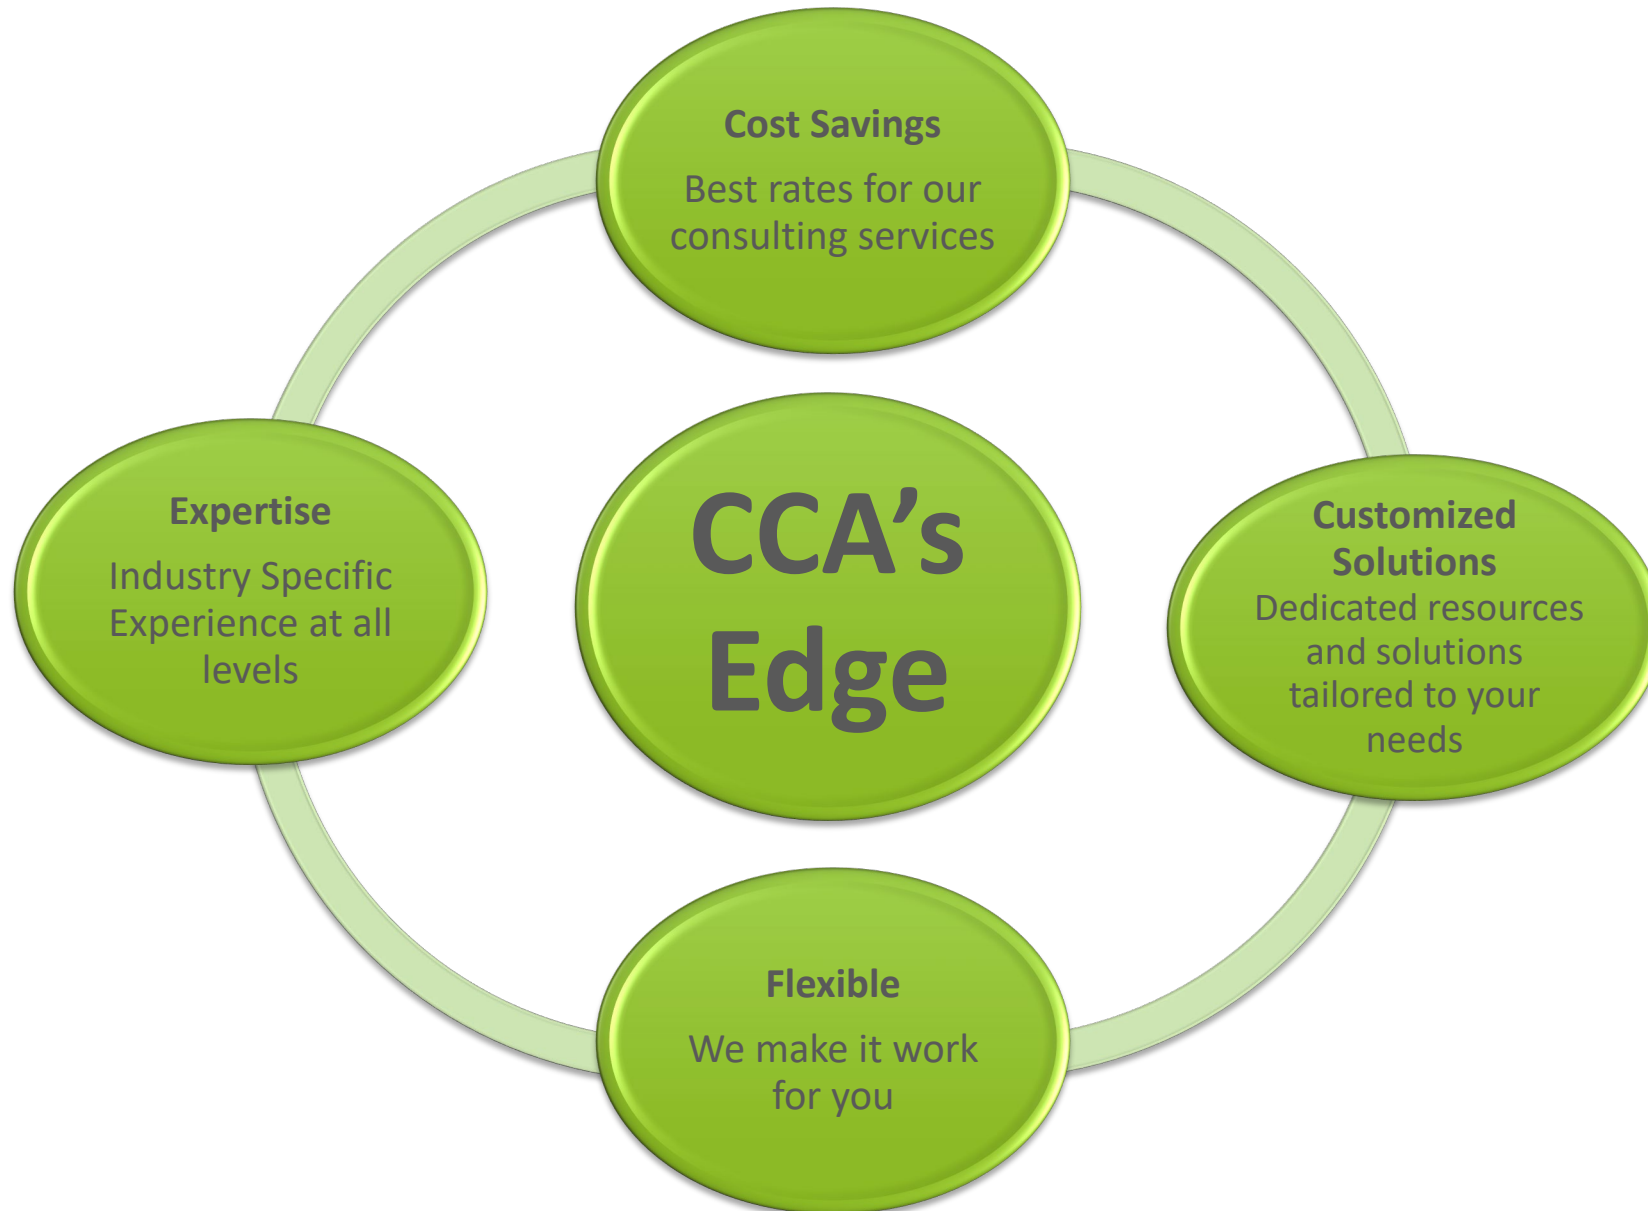 Cost Savings
Best rates for our
consulting services
Expertise
Industry Specific
Experience at all
levels
CCA’s
Edge
Customized
Solutions
Dedicated resources
and solutions
tailored to your
needs
Flexible
We make it work
for you